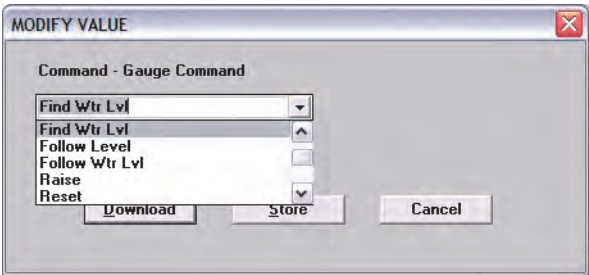 MODIFY VALUE
Command - Gauge Command
Find Wtr Lvl
Find Wtr Lvl
Follow Level
Follow Wtr Lvl
Raise
Reset
Download Store Cancel